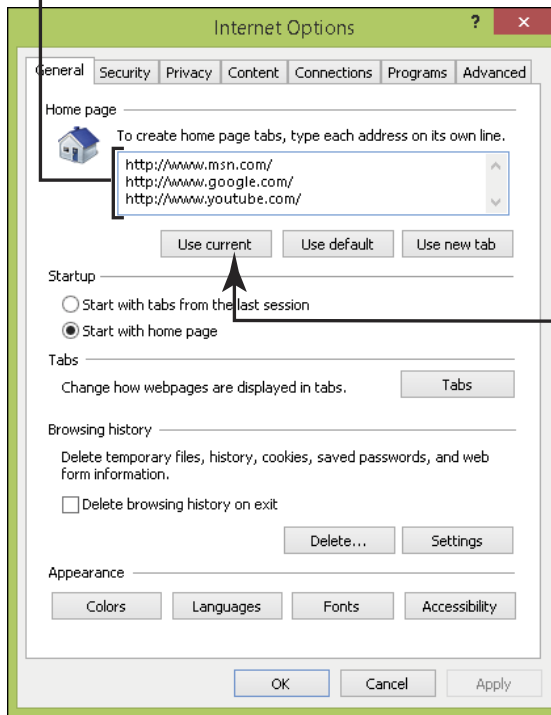 Internet Options
?
×
General Security Privacy Content Connections Programs Advanced
Home page
To create home page tabs, type each address on its own line.
http://www.msn.com/
http://www.google.com/
http://www.youtube.com/
Use current Use default Use new tab
Startup
Start with tabs from the last session
Start with home page
Tabs
Change how webpages are displayed in tabs.
Tabs
Browsing history
Delete temporary files, history, cookies, saved passwords, and web
form information.
Delete browsing history on exit
Delete... Settings
Appearance
Colors Languages Fonts Accessibility
OK Cancel Apply